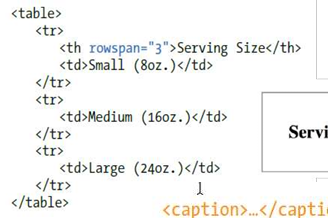 <table>
<tr>
<th rowspan="3">Serving Size</th>
<td>Small (8oz.)</td>
</tr>
<tr>
<td>Medium (16oz.)</td>
</tr>
<tr>
<td>Large (24oz.)</td>
</tr>
</table>
Servi
<caption>…</capti